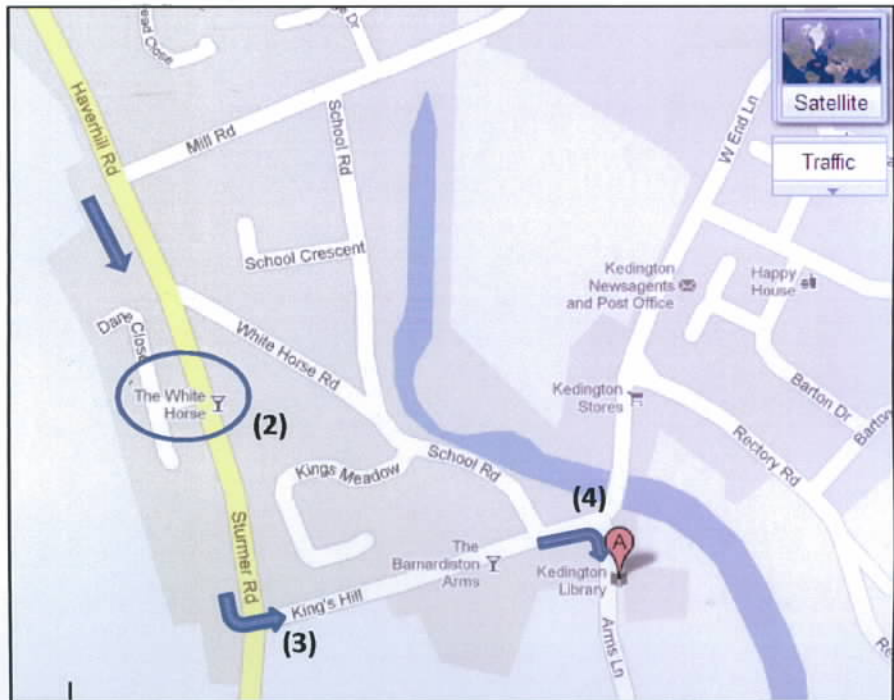 Haverhill Rd
Mill Rd
School Rd
School Crescent
Dane Close
White Horse Rd
The White
Horse
(2)
Kings Meadow
School Rd
Sturmer Rd
King's Hill
(3)
The
Barnardiston
Arms
(4)
A
Kedington
Library
Arms Ln
Kedington
Stores
Kedington
Newsagents
and Post Office
W End Ln
Happy
House
Barton Dr
Barton
Rectory Rd
Satellite
Traffic